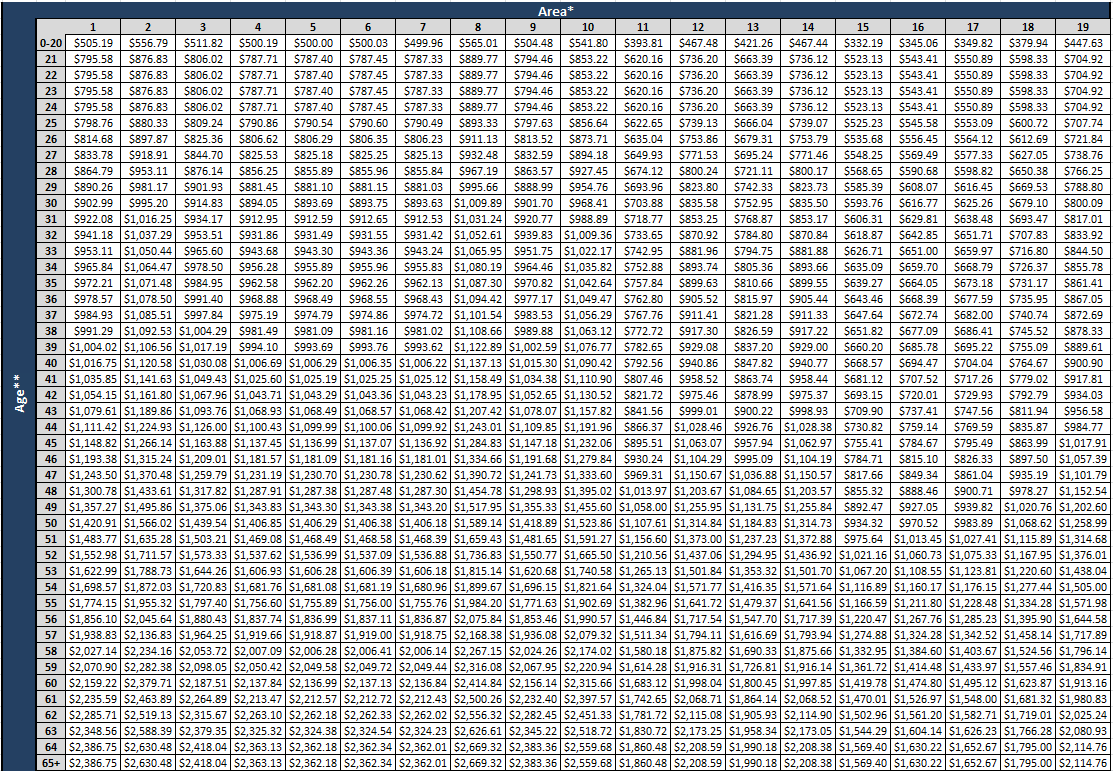 Area*
1 2 3 4 5 6 7 8 9 10 11 12 13 14 15 16 17 18 19
0-20 $505.19 $556.79 $511.82 $500.19 $500.00 $500.03 $499.96 $565.01 $504.48 $541.80 $393.81 $467.48 $421.26 $467.44 $332.19 $345.06 $349.82 $379.94 $447.63
21 $795.58 $876.83 $806.02 $787.71 $787.40 $787.45 $787.33 $889.77 $794.46 $853.22 $620.16 $736.20 $663.39 $736.12 $523.13 $543.41 $550.89 $598.33 $704.92
22 $795.58 $876.83 $806.02 $787.71 $787.40 $787.45 $787.33 $889.77 $794.46 $853.22 $620.16 $736.20 $663.39 $736.12 $523.13 $543.41 $550.89 $598.33 $704.92
23 $795.58 $876.83 $806.02 $787.71 $787.40 $787.45 $787.33 $889.77 $794.46 $853.22 $620.16 $736.20 $663.39 $736.12 $523.13 $543.41 $550.89 $598.33 $704.92
24 $795.58 $876.83 $806.02 $787.71 $787.40 $787.45 $787.33 $889.77 $794.46 $853.22 $620.16 $736.20 $663.39 $736.12 $523.13 $543.41 $550.89 $598.33 $704.92
25 $798.76 $880.33 $809.24 $790.86 $790.54 $790.60 $790.49 $893.33 $797.63 $856.64 $622.65 $739.13 $666.04 $739.07 $525.23 $545.58 $553.09 $600.72 $707.74
26 $814.68 $897.87 $825.36 $806.62 $806.29 $806.35 $806.23 $911.13 $813.52 $873.71 $635.04 $753.86 $679.31 $753.79 $535.68 $556.45 $564.12 $612.69 $721.84
27 $833.78 $918.91 $844.70 $825.53 $825.18 $825.25 $825.13 $932.48 $832.59 $894.18 $649.93 $771.53 $695.24 $771.46 $548.25 $569.49 $577.33 $627.05 $738.76
28 $864.79 $953.11 $876.14 $856.25 $855.89 $855.96 $855.84 $967.19 $863.57 $927.45 $674.12 $800.24 $721.11 $800.17 $568.65 $590.68 $598.82 $650.38 $766.25
29 $890.26 $981.17 $901.93 $881.45 $881.10 $881.15 $881.03 $995.66 $888.99 $954.76 $693.96 $823.80 $742.33 $823.73 $585.39 $608.07 $616.45 $669.53 $788.80
30 $902.99 $995.20 $914.83 $894.05 $893.69 $893.75 $893.63 $1,009.89 $901.70 $968.41 $703.88 $835.58 $752.95 $835.50 $593.76 $616.77 $625.26 $679.10 $800.09
31 $922.08 $1,016.25 $934.17 $912.95 $912.59 $912.65 $912.53 $1,031.24 $920.77 $988.89 $718.77 $853.25 $768.87 $853.17 $606.31 $629.81 $638.48 $693.47 $817.01
32 $941.18 $1,037.29 $953.51 $931.86 $931.49 $931.55 $931.42 $1,052.61 $939.83 $1,009.36 $733.65 $870.92 $784.80 $870.84 $618.87 $642.85 $651.71 $707.83 $833.92
33 $953.11 $1,050.44 $965.60 $943.68 $943.30 $943.36 $943.24 $1,065.95 $951.75 $1,022.17 $742.95 $881.96 $794.75 $881.88 $626.71 $651.00 $659.97 $716.80 $844.50
34 $965.84 $1,064.47 $978.50 $956.28 $955.89 $955.96 $955.83 $1,080.19 $964.46 $1,035.82 $752.88 $893.74 $805.36 $893.66 $635.09 $659.70 $668.79 $726.37 $855.78
35 $972.21 $1,071.48 $984.95 $962.58 $962.20 $962.26 $962.13 $1,087.30 $970.82 $1,042.64 $757.84 $899.63 $810.66 $899.55 $639.27 $664.05 $673.18 $731.17 $861.41
36 $978.57 $1,078.50 $991.40 $968.88 $968.49 $968.55 $968.43 $1,094.42 $977.17 $1,049.47 $762.80 $905.52 $815.97 $905.44 $643.46 $668.39 $677.59 $735.95 $867.05
37 $984.93 $1,085.51 $997.84 $975.19 $974.79 $974.86 $974.72 $1,101.54 $983.53 $1,056.29 $767.76 $911.41 $821.28 $911.33 $647.64 $672.74 $682.00 $740.74 $872.69
38 $991.29 $1,092.53 $1,004.29 $981.49 $981.09 $981.16 $981.02 $1,108.66 $989.88 $1,063.12 $772.72 $917.30 $826.59 $917.22 $651.82 $677.09 $686.41 $745.52 $878.33
39 $1,004.02 $1,106.56 $1,017.19 $994.10 $993.69 $993.76 $993.62 $1,122.89 $1,002.59 $1,076.77 $782.65 $929.08 $837.20 $929.00 $660.20 $685.78 $695.22 $755.09 $889.61
40 $1,016.75 $1,120.58 $1,030.08 $1,006.69 $1,006.29 $1,006.35 $1,006.22 $1,137.13 $1,015.30 $1,090.42 $792.56 $940.86 $847.82 $940.77 $668.57 $694.47 $704.04 $764.67 $900.90
41 $1,035.85 $1,141.63 $1,049.43 $1,025.60 $1,025.19 $1,025.25 $1,025.12 $1,158.49 $1,034.38 $1,110.90 $807.46 $958.52 $863.74 $958.44 $681.12 $707.52 $717.26 $779.02 $917.81
42 $1,054.15 $1,161.80 $1,067.96 $1,043.71 $1,043.29 $1,043.36 $1,043.23 $1,178.95 $1,052.65 $1,130.52 $821.72 $975.46 $878.99 $975.37 $693.15 $720.01 $729.93 $792.79 $934.03
Age**
43 $1,079.61 $1,189.86 $1,093.76 $1,068.93 $1,068.49 $1,068.57 $1,068.42 $1,207.42 $1,078.07 $1,157.82 $841.56 $999.01 $900.22 $998.93 $709.90 $737.41 $747.56 $811.94 $956.58
44 $1,111.42 $1,224.93 $1,126.00 $1,100.43 $1,099.99 $1,100.06 $1,099.92 $1,243.01 $1,109.85 $1,191.96 $866.37 $1,028.46 $926.76 $1,028.38 $730.82 $759.14 $769.59 $835.87 $984.77
45 $1,148.82 $1,266.14 $1,163.88 $1,137.45 $1,136.99 $1,137.07 $1,136.92 $1,284.83 $1,147.18 $1,232.06 $895.51 $1,063.07 $957.94 $1,062.97 $755.41 $784.67 $795.49 $863.99 $1,017.91
46 $1,193.38 $1,315.24 $1,209.01 $1,181.57 $1,181.09 $1,181.16 $1,181.01 $1,334.66 $1,191.68 $1,279.84 $930.24 $1,104.29 $995.09 $1,104.19 $784.71 $815.10 $826.33 $897.50 $1,057.39
47 $1,243.50 $1,370.48 $1,259.79 $1,231.19 $1,230.70 $1,230.78 $1,230.62 $1,390.72 $1,241.73 $1,333.60 $969.31 $1,150.67 $1,036.88 $1,150.57 $817.66 $849.34 $861.04 $935.19 $1,101.79
48 $1,300.78 $1,433.61 $1,317.82 $1,287.91 $1,287.38 $1,287.48 $1,287.30 $1,454.78 $1,298.93 $1,395.02 $1,013.97 $1,203.67 $1,084.65 $1,203.57 $855.32 $888.46 $900.71 $978.27 $1,152.54
49 $1,357.27 $1,495.86 $1,375.06 $1,343.83 $1,343.30 $1,343.38 $1,343.20 $1,517.95 $1,355.33 $1,455.60 $1,058.00 $1,255.95 $1,131.75 $1,255.84 $892.47 $927.05 $939.82 $1,020.76 $1,202.60
50 $1,420.91 $1,566.02 $1,439.54 $1,406.85 $1,406.29 $1,406.38 $1,406.18 $1,589.14 $1,418.89 $1,523.86 $1,107.61 $1,314.84 $1,184.83 $1,314.73 $934.32 $970.52 $983.89 $1,068.62 $1,258.99
51 $1,483.77 $1,635.28 $1,503.21 $1,469.08 $1,468.49 $1,468.58 $1,468.39 $1,659.43 $1,481.65 $1,591.27 $1,156.60 $1,373.00 $1,237.23 $1,372.88 $975.64 $1,013.45 $1,027.41 $1,115.89 $1,314.68
52 $1,552.98 $1,711.57 $1,573.33 $1,537.62 $1,536.99 $1,537.09 $1,536.88 $1,736.83 $1,550.77 $1,665.50 $1,210.56 $1,437.06 $1,294.95 $1,436.92 $1,021.16 $1,060.73 $1,075.33 $1,167.95 $1,376.01
53 $1,622.99 $1,788.73 $1,644.26 $1,606.93 $1,606.28 $1,606.39 $1,606.18 $1,815.14 $1,620.68 $1,740.58 $1,265.13 $1,501.84 $1,353.32 $1,501.70 $1,067.20 $1,108.55 $1,123.81 $1,220.60 $1,438.04
54 $1,698.57 $1,872.03 $1,720.83 $1,681.76 $1,681.08 $1,681.19 $1,680.96 $1,899.67 $1,696.15 $1,821.64 $1,324.04 $1,571.77 $1,416.35 $1,571.64 $1,116.89 $1,160.17 $1,176.15 $1,277.44 $1,505.00
55 $1,774.15 $1,955.32 $1,797.40 $1,756.60 $1,755.89 $1,756.00 $1,755.76 $1,984.20 $1,771.63 $1,902.69 $1,382.96 $1,641.72 $1,479.37 $1,641.56 $1,166.59 $1,211.80 $1,228.48 $1,334.28 $1,571.98
56 $1,856.10 $2,045.64 $1,880.43 $1,837.74 $1,836.99 $1,837.11 $1,836.87 $2,075.84 $1,853.46 $1,990.57 $1,446.84 $1,717.54 $1,547.70 $1,717.39 $1,220.47 $1,267.76 $1,285.23 $1,395.90 $1,644.58
57 $1,938.83 $2,136.83 $1,964.25 $1,919.66 $1,918.87 $1,919.00 $1,918.75 $2,168.38 $1,936.08 $2,079.32 $1,511.34 $1,794.11 $1,616.69 $1,793.94 $1,274.88 $1,324.28 $1,342.52 $1,458.14 $1,717.89
58 $2,027.14 $2,234.16 $2,053.72 $2,007.09 $2,006.28 $2,006.41 $2,006.14 $2,267.15 $2,024.26 $2,174.02 $1,580.18 $1,875.82 $1,690.33 $1,875.66 $1,332.95 $1,384.60 $1,403.67 $1,524.56 $1,796.14
59 $2,070.90 $2,282.38 $2,098.05 $2,050.42 $2,049.58 $2,049.72 $2,049.44 $2,316.08 $2,067.95 $2,220.94 $1,614.28 $1,916.31 $1,726.81 $1,916.14 $1,361.72 $1,414.48 $1,433.97 $1,557.46 $1,834.91
60 $2,159.22 $2,379.71 $2,187.51 $2,137.84 $2,136.99 $2,137.13 $2,136.84 $2,414.84 $2,156.14 $2,315.66 $1,683.12 $1,998.04 $1,800.45 $1,997.85 $1,419.78 $1,474.80 $1,495.12 $1,623.87 $1,913.16
61 $2,235.59 $2,463.89 $2,264.89 $2,213.47 $2,212.57 $2,212.72 $2,212.43 $2,500.26 $2,232.40 $2,397.57 $1,742.65 $2,068.71 $1,864.14 $2,068.52 $1,470.01 $1,526.97 $1,548.00 $1,681.32 $1,980.83
62 $2,285.71 $2,519.13 $2,315.67 $2,263.10 $2,262.18 $2,262.33 $2,262.02 $2,556.32 $2,282.45 $2,451.33 $1,781.72 $2,115.08 $1,905.93 $2,114.90 $1,502.96 $1,561.20 $1,582.71 $1,719.01 $2,025.24
63 $2,348.56 $2,588.39 $2,379.35 $2,325.32 $2,324.38 $2,324.54 $2,324.23 $2,626.61 $2,345.22 $2,518.72 $1,830.72 $2,173.25 $1,958.34 $2,173.05 $1,544.29 $1,604.14 $1,626.23 $1,766.28 $2,080.93
64 $2,386.75 $2,630.48 $2,418.04 $2,363.13 $2,362.18 $2,362.34 $2,362.01 $2,669.32 $2,383.36 $2,559.68 $1,860.48 $2,208.59 $1,990.18 $2,208.38 $1,569.40 $1,630.22 $1,652.67 $1,795.00 $2,114.76
65+ $2,386.75 $2,630.48 $2,418.04 $2,363.13 $2,362.18 $2,362.34 $2,362.01 $2,669.32 $2,383.36 $2,559.68 $1,860.48 $2,208.59 $1,990.18 $2,208.38 $1,569.40 $1,630.22 $1,652.67 $1,795.00 $2,114.76